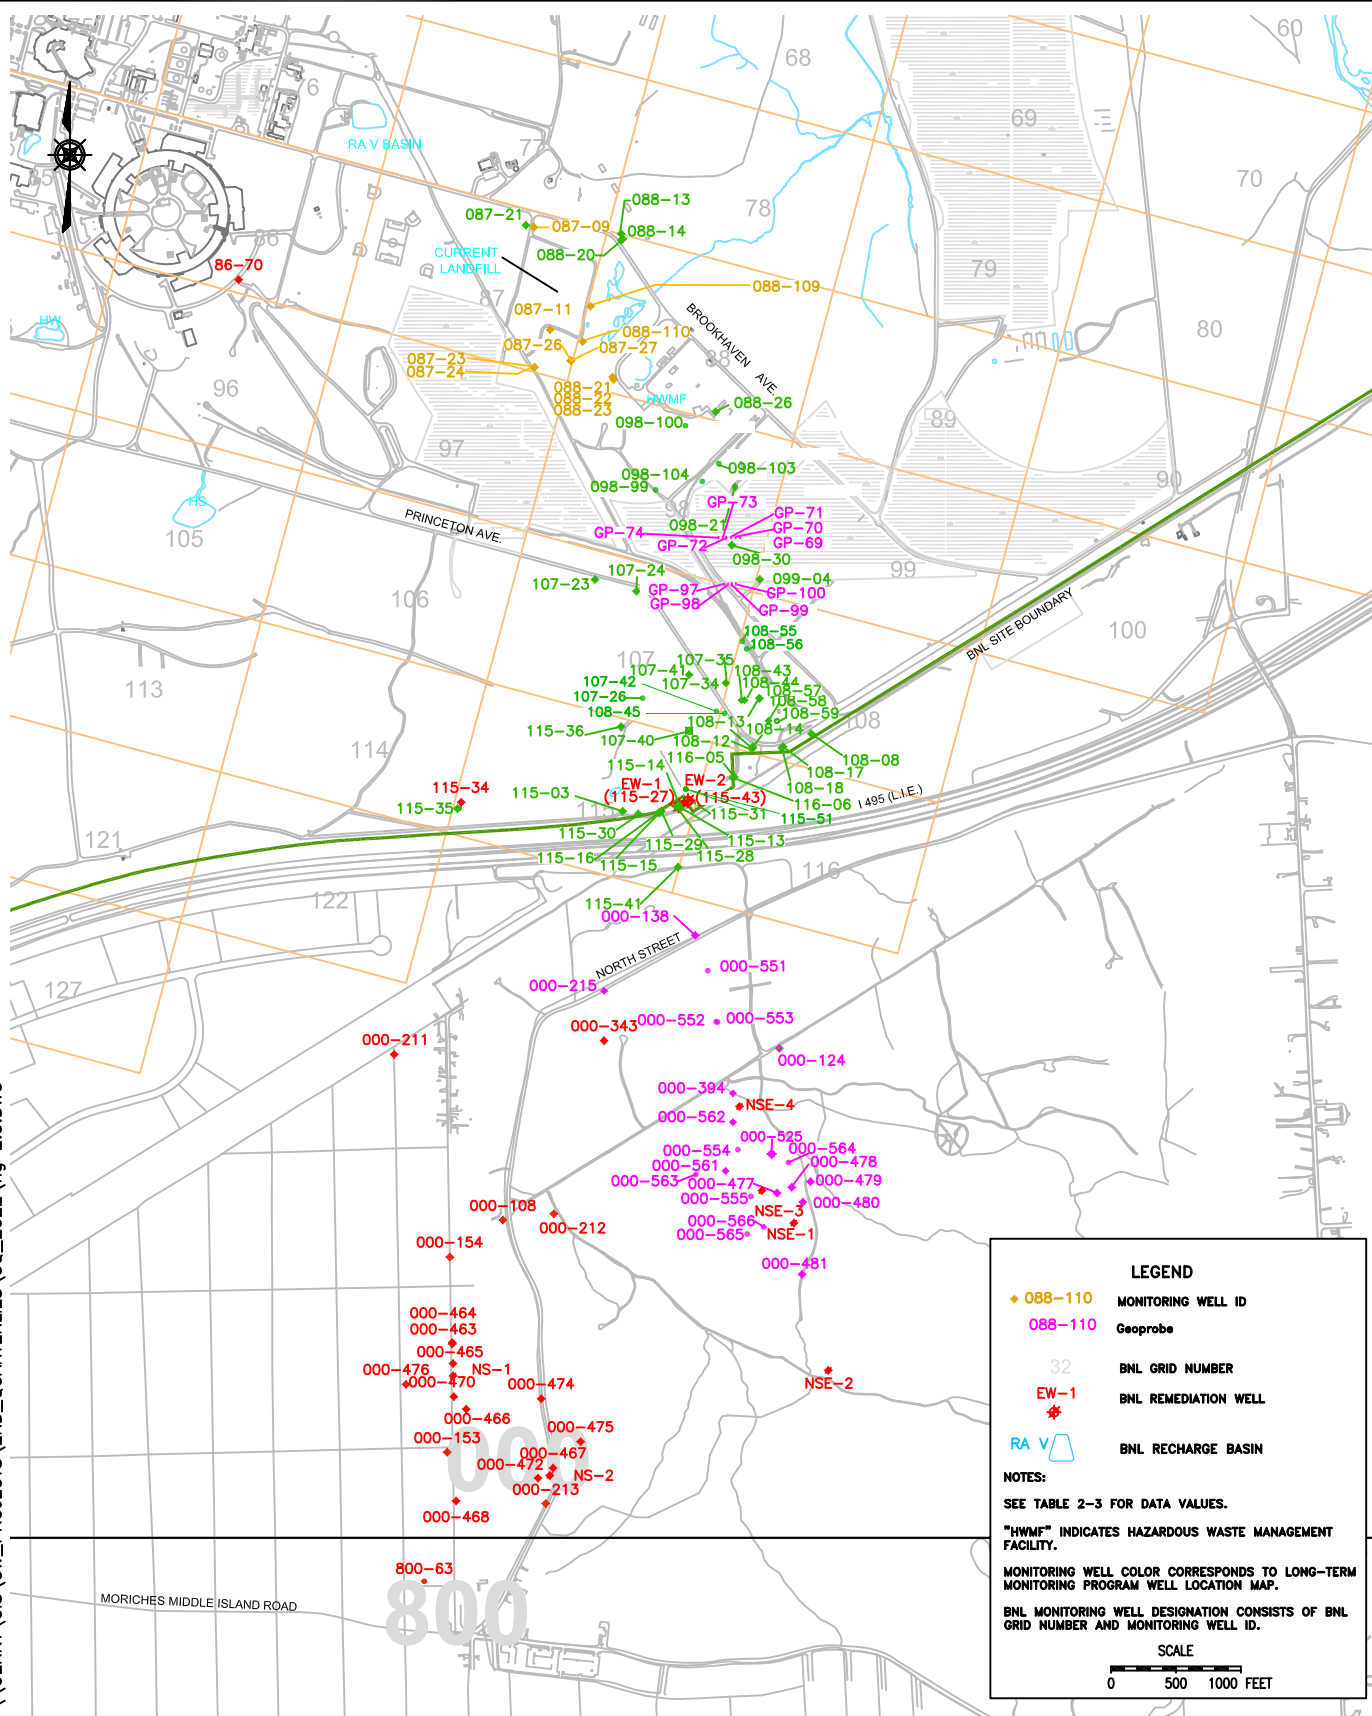 60
68
6
69
RA V BASIN
77
85
70
088-13
087-21
78
087-09
088-14
86
088-20
CURRENT
LANDFILL
86-70
79
088-109
87
087-11
BROOKHAVEN AVE.
HW
80
088-110
087-26
087-27
087-23
88
087-24
96
088-21
088-22
088-23
HWMF
088-26
098-100
89
97
098-103
098-104
098-99
90
HS
GP-73
98
GP-71
PRINCETON AVE.
098-21
GP-70
GP-74
105
GP-72
GP-69
098-30
99
107-24
107-23
099-04
GP-97
GP-100
GP-98
106
GP-99
BNL SITE BOUNDARY
108-55
100
108-56
107
107-35
107-41
108-43
113
107-42
107-34
108-44
108-57
107-26
108-58
108-45
108-59
108-13
108
115-36
108-14
107-40
108-12
114
116-05
108-08
115-14
108-17
EW-1
EW-2
115-34
108-18
115-03
(115-27)
(115-43)
I 495 (L.I.E.)
115-35
116-06
115-31
115-51
115-30
121
115-29
115-13
115-16
115-15
115-28
116
122
115-41
000-138
NORTH STREET
000-551
127
000-215
000-343
000-552
000-553
000-211
000-124
000-394
NSE-4
000-562
000-525
000-554
000-564
000-561
000-478
000-563
000-477
000-479
000-555
000-480
000-108
NSE-3
000-212
000-566
000-565
NSE-1
000-154
000-481
000-464
000-463
000-465
000-476
NS-1
000-470
000-474
NSE-2
000-466
000-475
000-153
000
000-467
000-472
NS-2
000-213
000-468
800-63
800
MORICHES MIDDLE ISLAND ROAD
LEGEND
088-110 MONITORING WELL ID
088-110 Geoprobe
32 BNL GRID NUMBER
EW-1 BNL REMEDIATION WELL
RA V BNL RECHARGE BASIN
NOTES:
SEE TABLE 2-3 FOR DATA VALUES.
"HWMF" INDICATES HAZARDOUS WASTE MANAGEMENT
FACILITY.
MONITORING WELL COLOR CORRESPONDS TO LONG-TERM
MONITORING PROGRAM WELL LOCATION MAP.
BNL MONITORING WELL DESIGNATION CONSISTS OF BNL
GRID NUMBER AND MONITORING WELL ID.
SCALE
0 500 1000 FEET